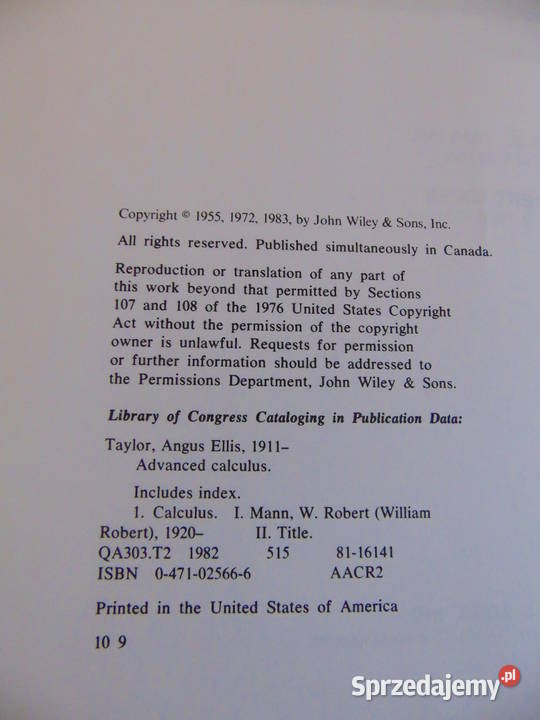 Copyright © 1955, 1972, 1983, by John Wiley & Sons, Inc.
All rights reserved. Published simultaneously in Canada.
Reproduction or translation of any part of
this work beyond that permitted by Sections
107 and 108 of the 1976 United States Copyright
Act without the permission of the copyright
owner is unlawful. Requests for permission
or further information should be addressed to
the Permissions Department, John Wiley & Sons.
Library of Congress Cataloging in Publication Data:
Taylor, Angus Ellis, 1911–
Advanced calculus.
Includes index.
1. Calculus. I. Mann, W. Robert (William
Robert), 1920– II. Title.
QA303.T2 1982 515 81-16141
ISBN 0-471-02566-6 AACR2
Printed in the United States of America
10 9
Sprzedajemy.pl